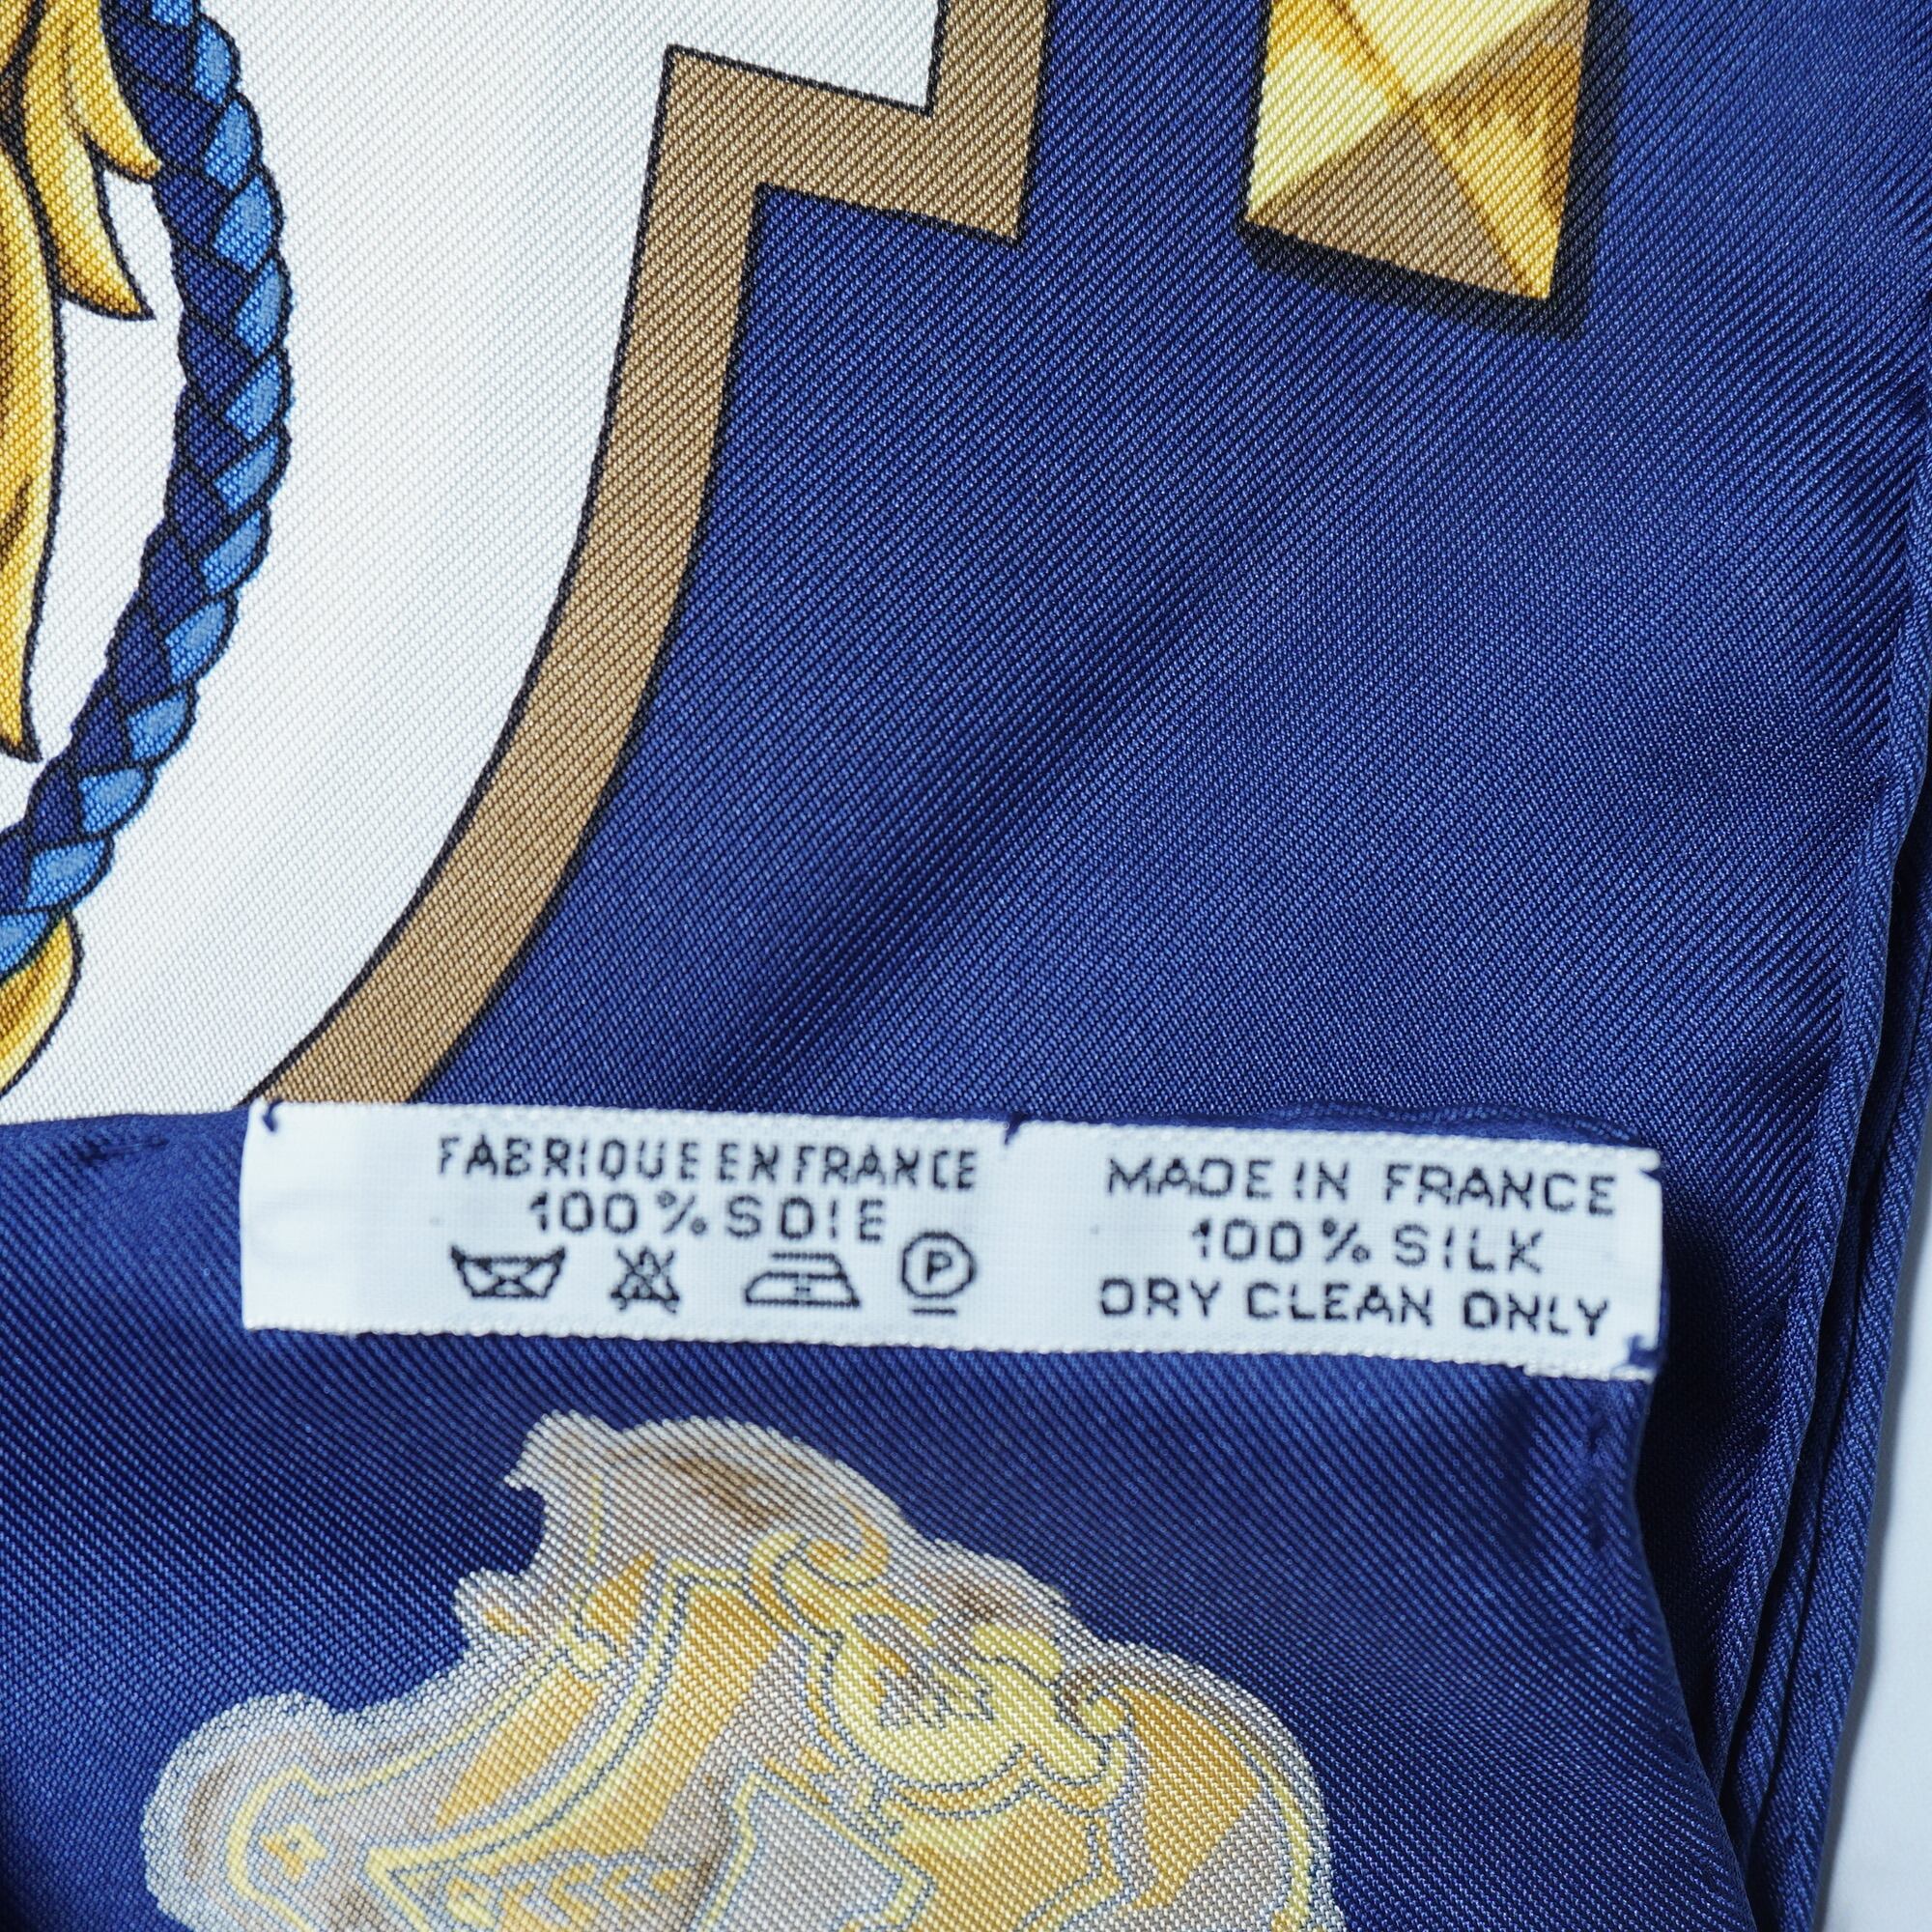 FABRIQUE EN FRANCE
100% SOIE
P
MADE IN FRANCE
100% SILK
DRY CLEAN ONLY